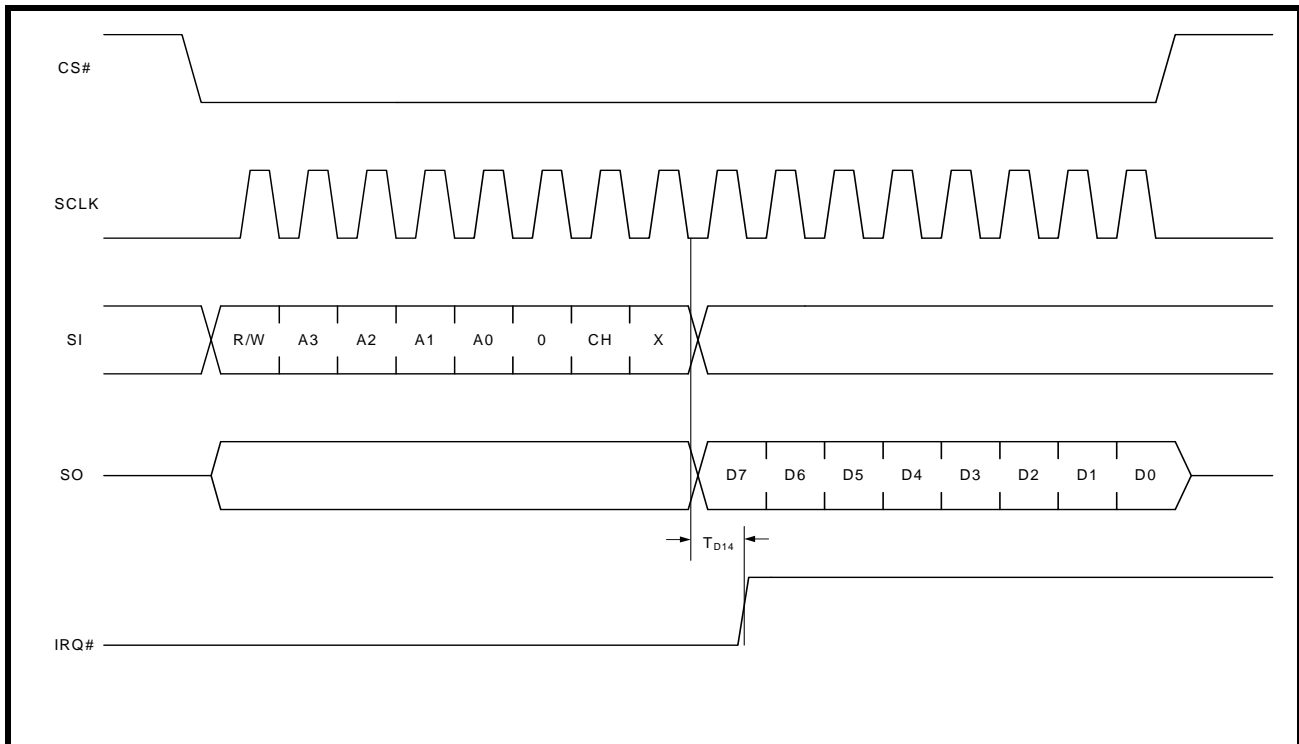 CS#
SCLK
SI R/W A3 A2 A1 A0 0 CH X
SO D7 D6 D5 D4 D3 D2 D1 D0
TD14
IRQ#